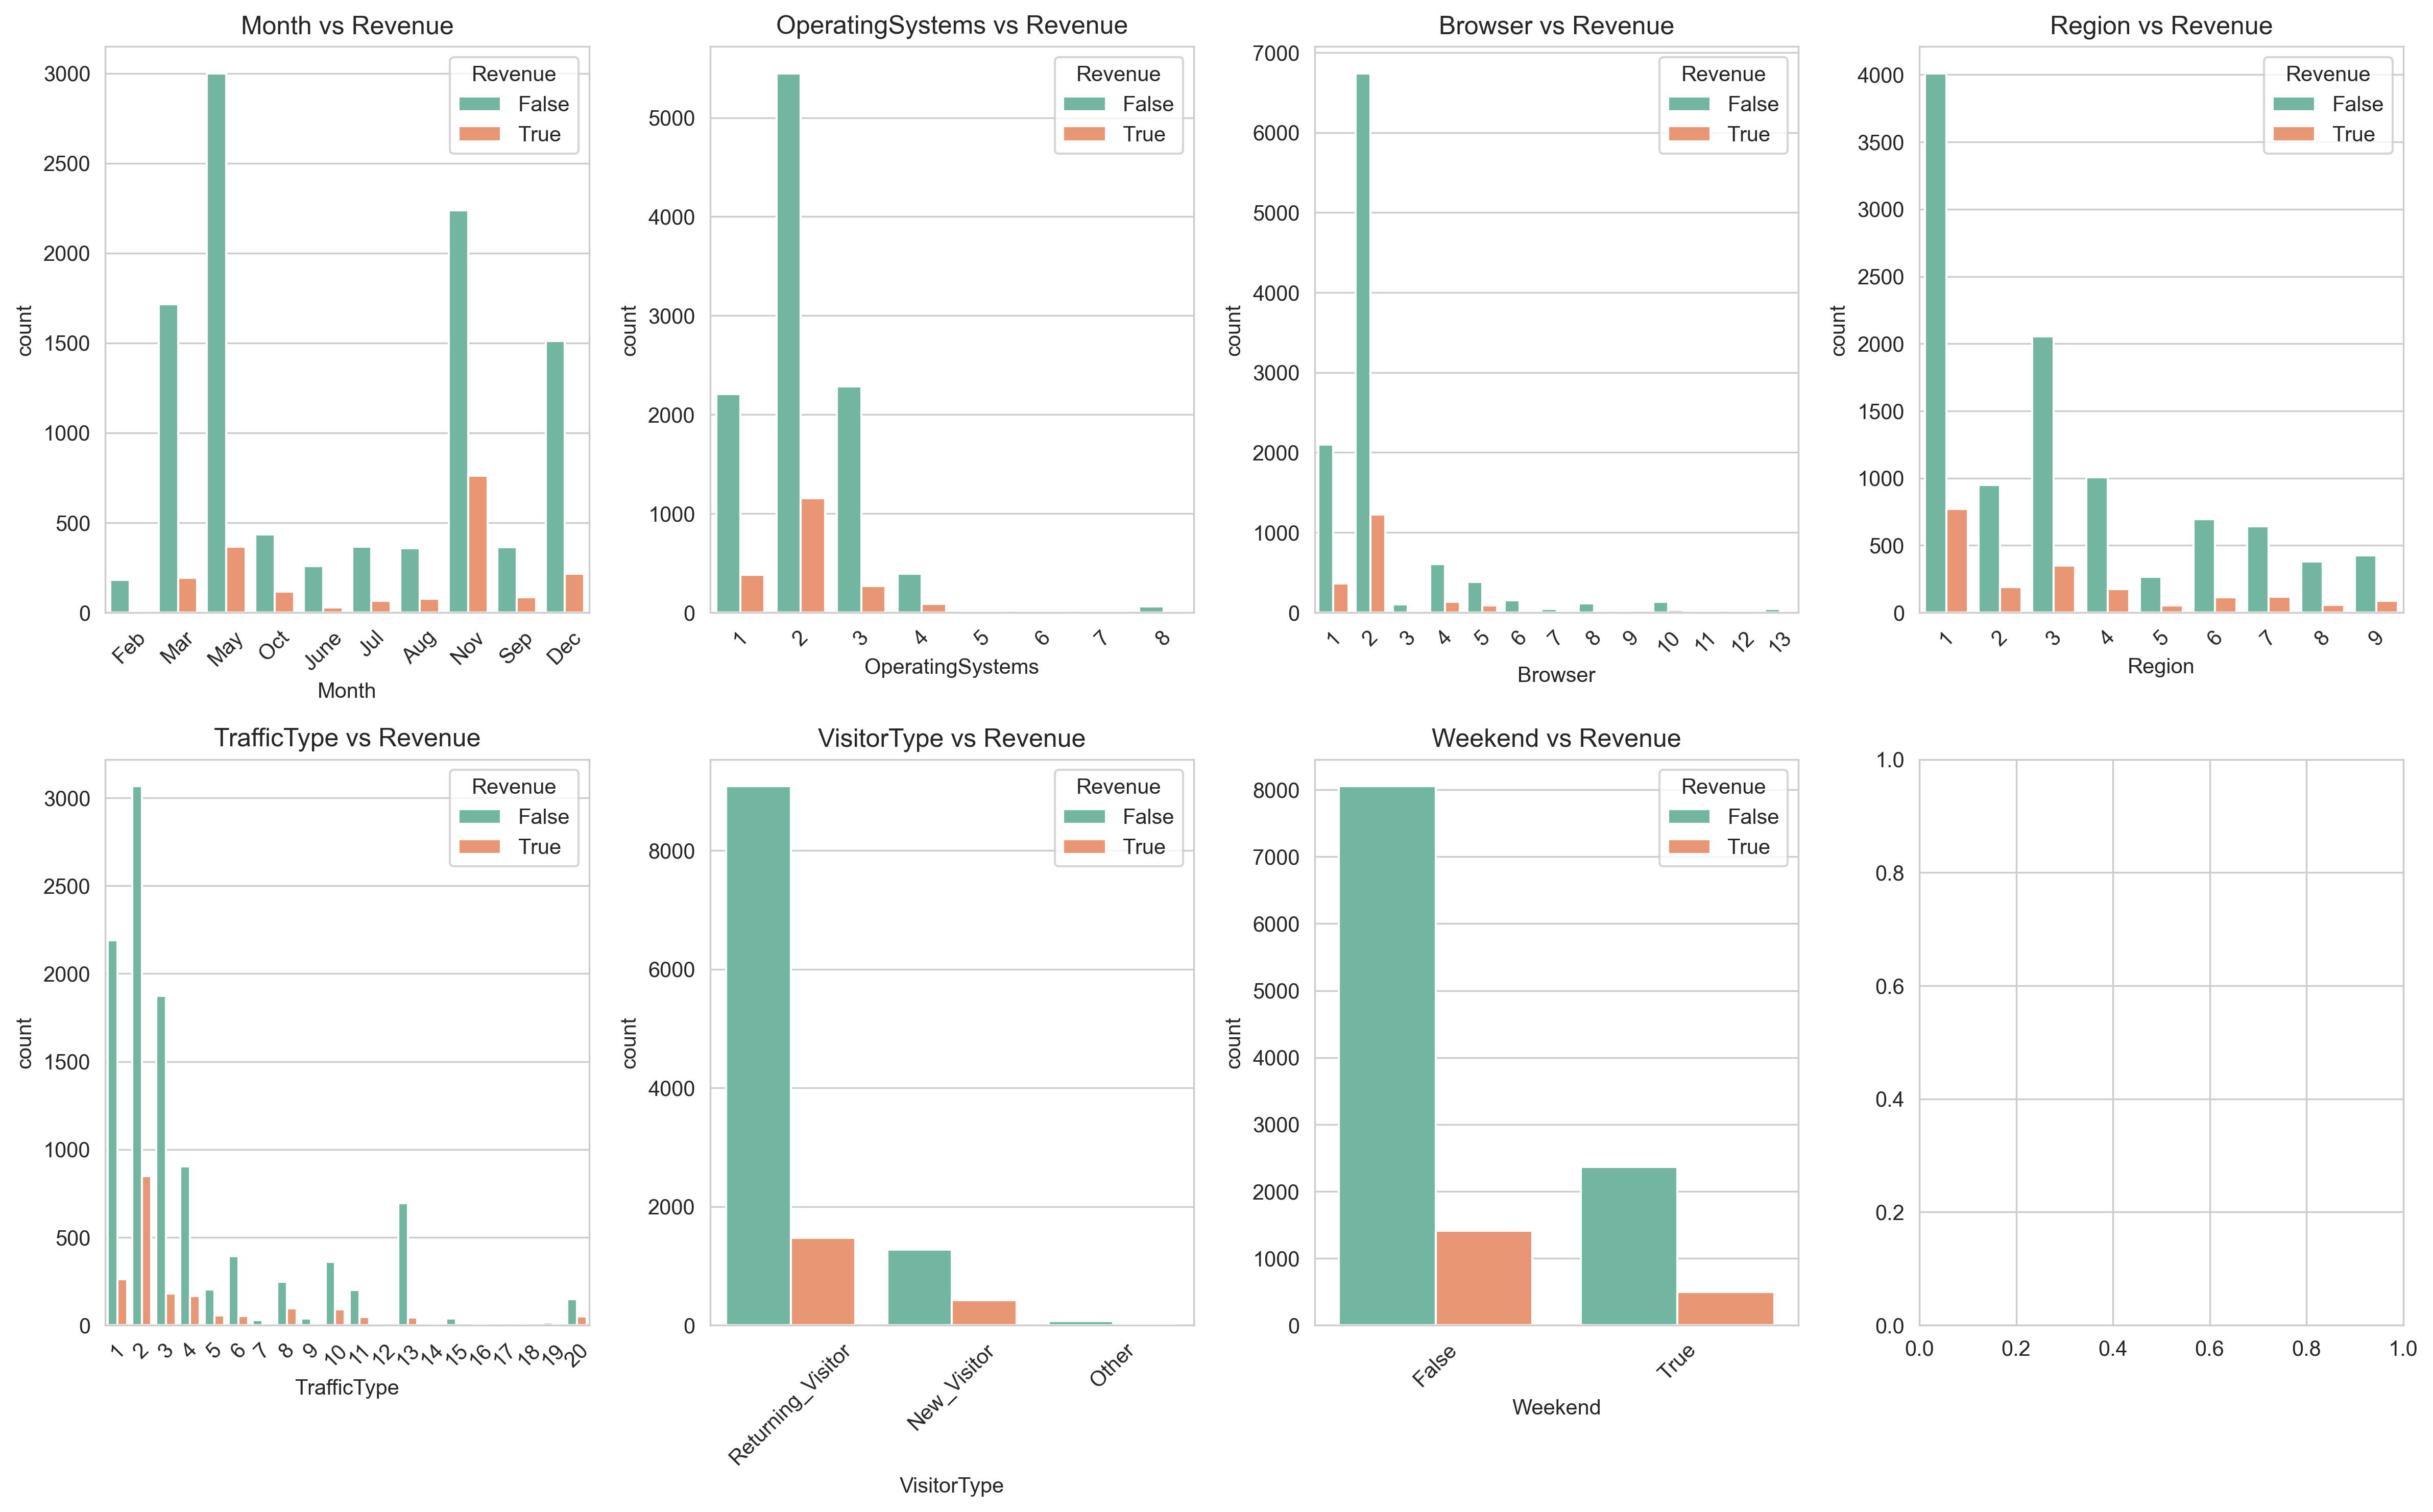 Month vs Revenue
3000
2500
2000
1500
1000
500
0
count
Feb Mar May Oct June Jul Aug Nov Sep Dec
Month
Revenue
False
True
OperatingSystems vs Revenue
5000
4000
3000
2000
1000
0
count
1 2 3 4 5 6 7 8
OperatingSystems
Revenue
False
True
Browser vs Revenue
7000
6000
5000
4000
3000
2000
1000
0
count
1 2 3 4 5 6 7 8 9 10 11 12 13
Browser
Revenue
False
True
Region vs Revenue
4000
3500
3000
2500
2000
1500
1000
500
0
count
1 2 3 4 5 6 7 8 9
Region
Revenue
False
True
TrafficType vs Revenue
3000
2500
2000
1500
1000
500
0
count
1 2 3 4 5 6 7 8 9 10 11 12 13 14 15 16 17 18 19 20
TrafficType
Revenue
False
True
VisitorType vs Revenue
8000
6000
4000
2000
0
count
Returning_Visitor New_Visitor Other
VisitorType
Revenue
False
True
Weekend vs Revenue
8000
7000
6000
5000
4000
3000
2000
1000
0
count
False True
Weekend
Revenue
False
True
1.0
0.8
0.6
0.4
0.2
0.0
0.0 0.2 0.4 0.6 0.8 1.0